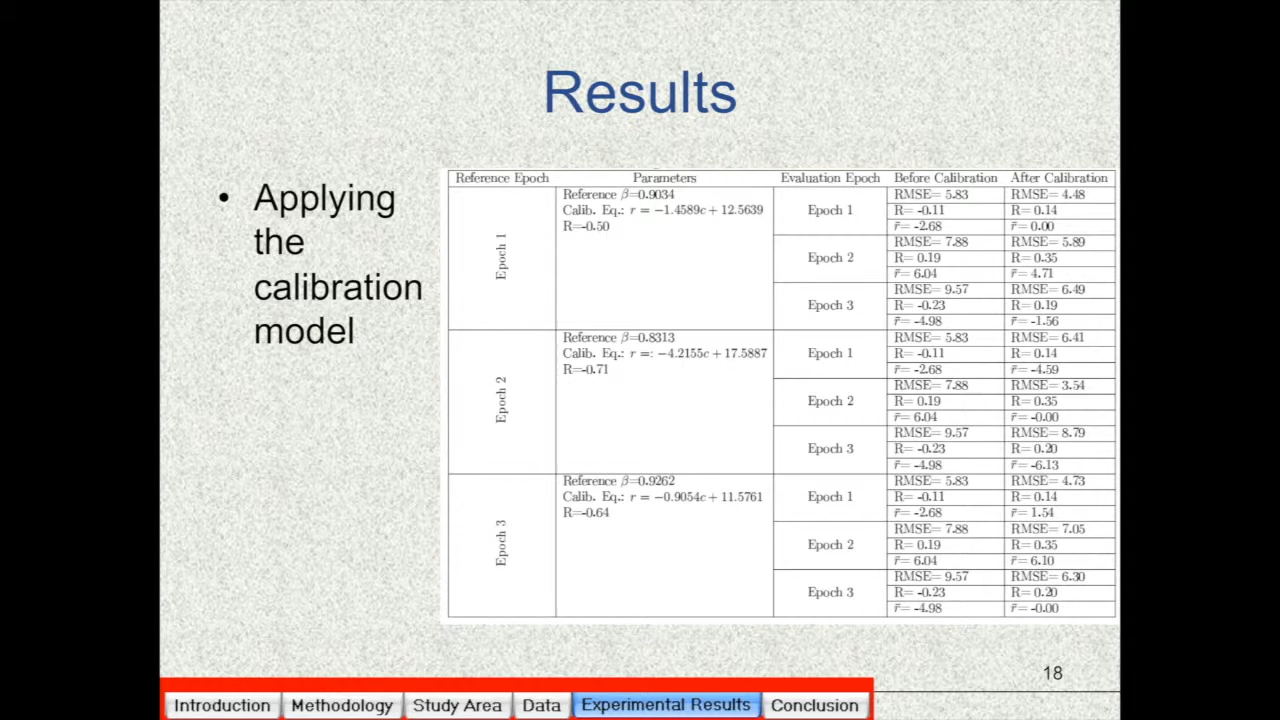 Results
• Applying
the
calibration
model
Reference Epoch Parameters Evaluation Epoch Before Calibration After Calibration
Epoch 1
Reference β=0.9034
Calib. Eq.: r = −1.4589c + 12.5639
R=-0.50
Epoch 1
RMSE= 5.83 RMSE= 4.48
R= -0.11 R= 0.14
r̄= -2.68 r̄= 0.00
Epoch 2
RMSE= 7.88 RMSE= 5.89
R= 0.19 R= 0.35
r̄= 6.04 r̄= 4.71
Epoch 3
RMSE= 9.57 RMSE= 6.49
R= -0.23 R= 0.19
r̄= -4.98 r̄= -1.56
Epoch 2
Reference β=0.8313
Calib. Eq.: r =: −4.2155c + 17.5887
R=-0.71
Epoch 1
RMSE= 5.83 RMSE= 6.41
R= -0.11 R= 0.14
r̄= -2.68 r̄= -4.59
Epoch 2
RMSE= 7.88 RMSE= 3.54
R= 0.19 R= 0.35
r̄= 6.04 r̄= -0.00
Epoch 3
RMSE= 9.57 RMSE= 8.79
R= -0.23 R= 0.20
r̄= -4.98 r̄= -6.13
Epoch 3
Reference β=0.9262
Calib. Eq.: r = −0.9054c + 11.5761
R=-0.64
Epoch 1
RMSE= 5.83 RMSE= 4.73
R= -0.11 R= 0.14
r̄= -2.68 r̄= 1.54
Epoch 2
RMSE= 7.88 RMSE= 7.05
R= 0.19 R= 0.35
r̄= 6.04 r̄= 6.10
Epoch 3
RMSE= 9.57 RMSE= 6.30
R= -0.23 R= 0.20
r̄= -4.98 r̄= -0.00
18
Introduction Methodology Study Area Data Experimental Results Conclusion